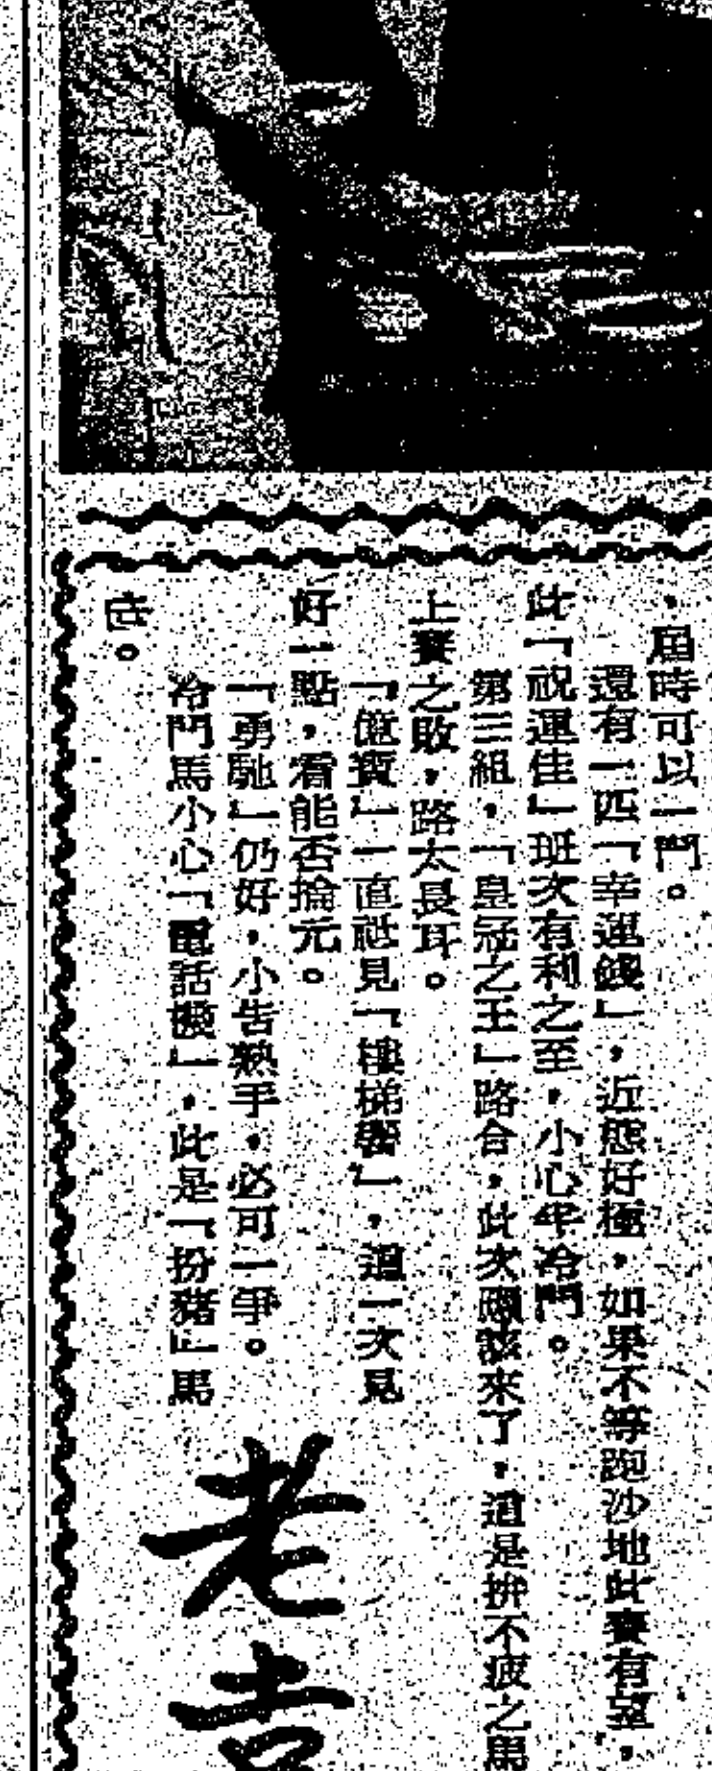 ，屆時可以一鬥。
還有一匹「幸運錢」，近態好極，如果不等跑沙地此賽有望，
此「祝運佳」班次有利之至，小心半冷門。
第三組，「皇冠之王」路合，此次應該來了，這是拚不疲之馬
上賽之敗，路太長耳。
「億寶」一直祗見「樓梯響」，這一次見
好一點，看能否掄元。
「勇馳」仍好，小告熟手，必可一爭。
冷門馬小心「電話機」，此是「扮豬」馬
也。
老吉